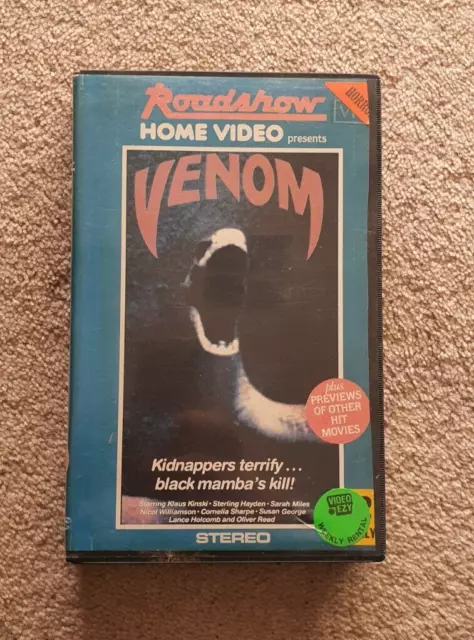 Roadshow
HORROR
HOME VIDEO presents
VENOM
plus
PREVIEWS
OF OTHER
HIT
MOVIES
Kidnappers terrify...
black mamba's kill!
Starring Klaus Kinski · Sterling Hayden · Sarah Miles
Nicol Williamson · Cornelia Sharpe · Susan George
Lance Holcomb and Oliver Reed
VIDEO
EZY
WEEKLY RENTAL
STEREO